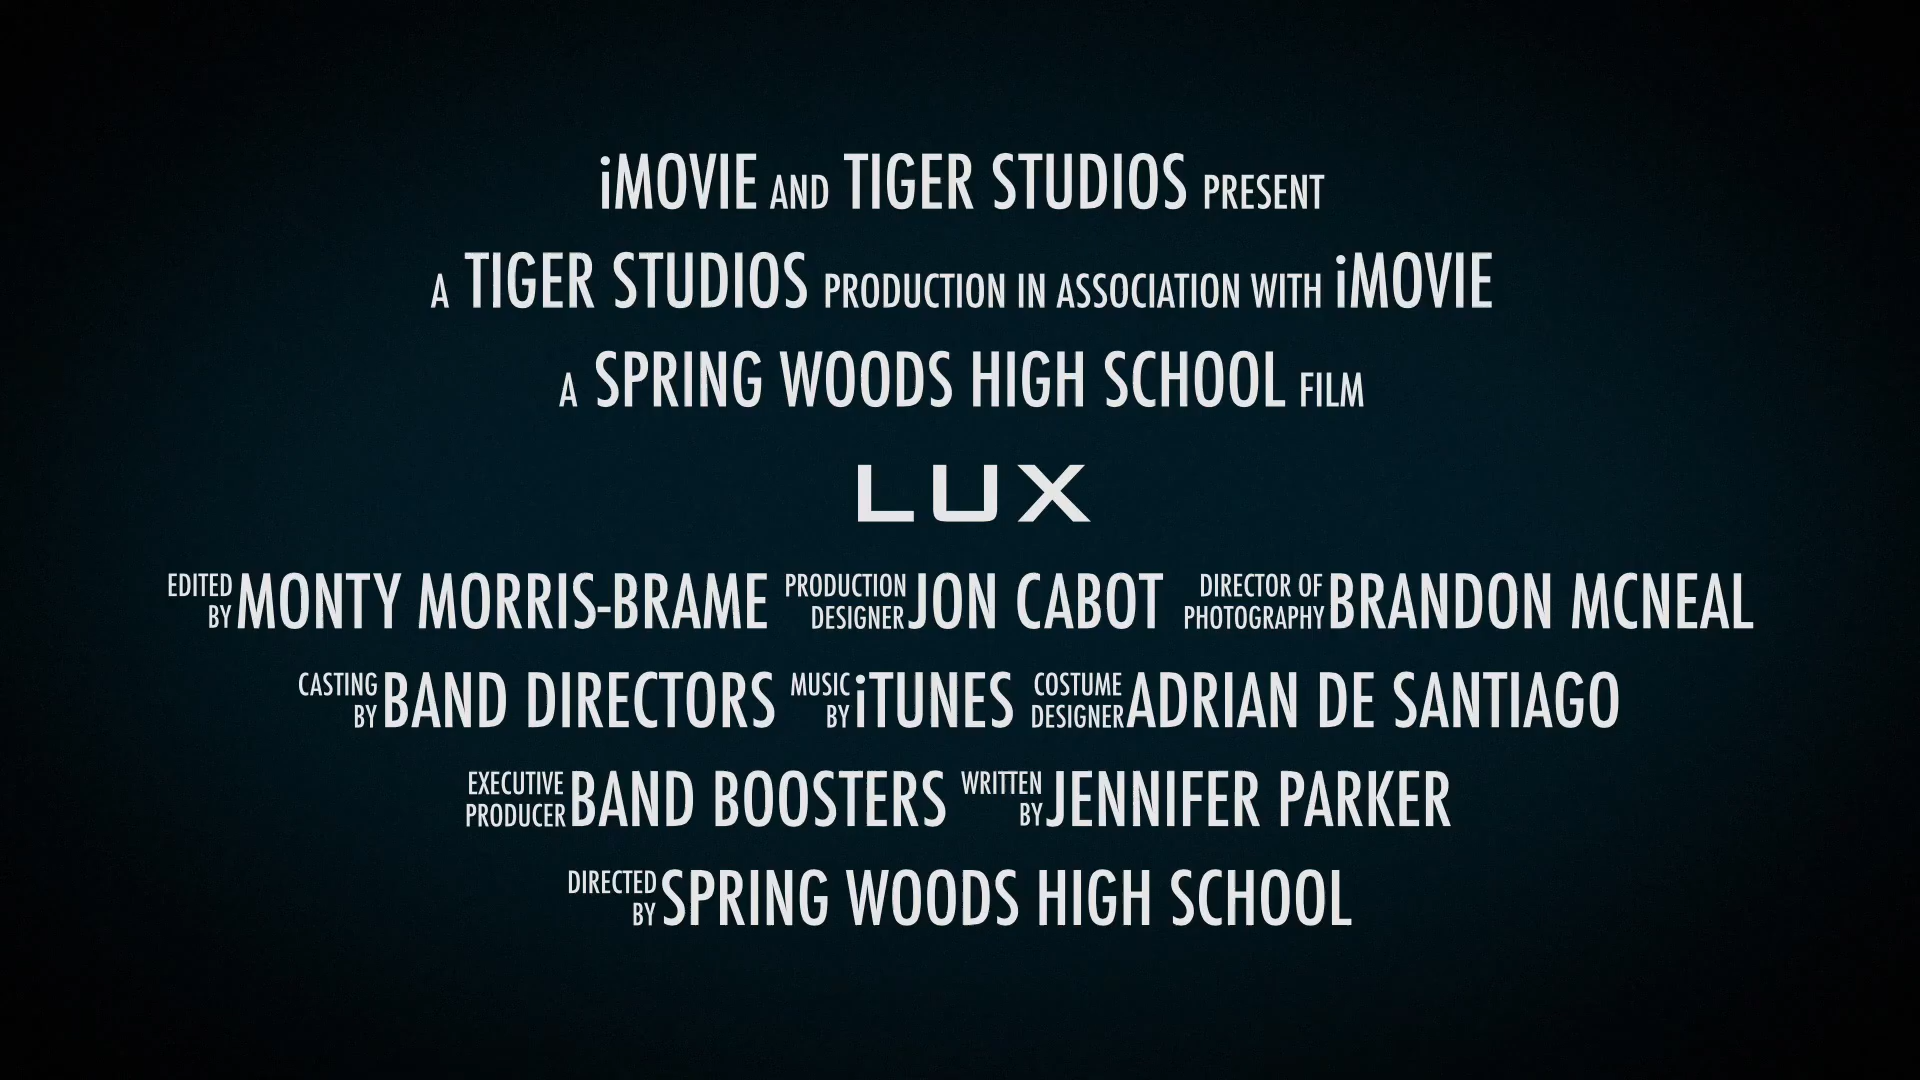 iMOVIE AND TIGER STUDIOS PRESENT
A TIGER STUDIOS PRODUCTION IN ASSOCIATION WITH iMOVIE
A SPRING WOODS HIGH SCHOOL FILM
LUX
EDITED BY MONTY MORRIS-BRAME PRODUCTION DESIGNER JON CABOT DIRECTOR OF PHOTOGRAPHY BRANDON MCNEAL
CASTING BY BAND DIRECTORS MUSIC BY iTUNES COSTUME DESIGNER ADRIAN DE SANTIAGO
EXECUTIVE PRODUCER BAND BOOSTERS WRITTEN BY JENNIFER PARKER
DIRECTED BY SPRING WOODS HIGH SCHOOL